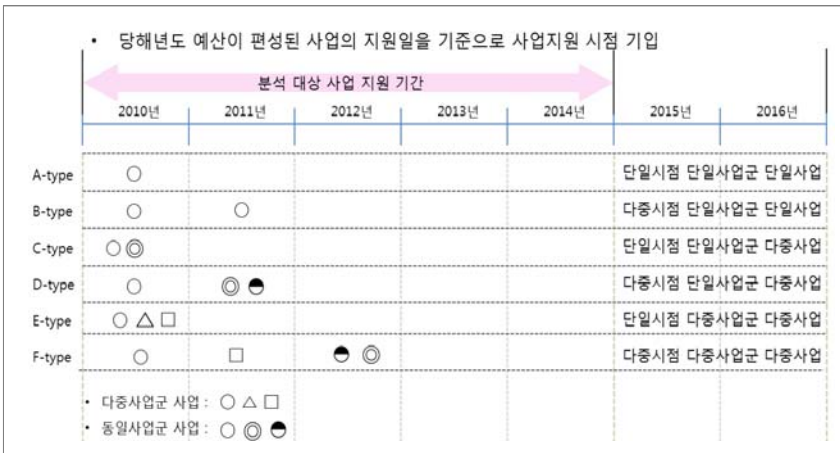 • 당해년도 예산이 편성된 사업의 지원일을 기준으로 사업지원 시점 기입
분석 대상 사업 지원 기간
2010년 2011년 2012년 2013년 2014년 2015년 2016년
A-type ○ 단일시점 단일사업군 단일사업
B-type ○ ○ 다중시점 단일사업군 단일사업
C-type ○ ◎ 단일시점 단일사업군 다중사업
D-type ○ ◎ ◓ 다중시점 단일사업군 다중사업
E-type ○ △ □ 단일시점 다중사업군 다중사업
F-type ○ □ ◓ ◎ 다중시점 다중사업군 다중사업
• 다중사업군 사업 : ○ △ □
• 동일사업군 사업 : ○ ◎ ◓